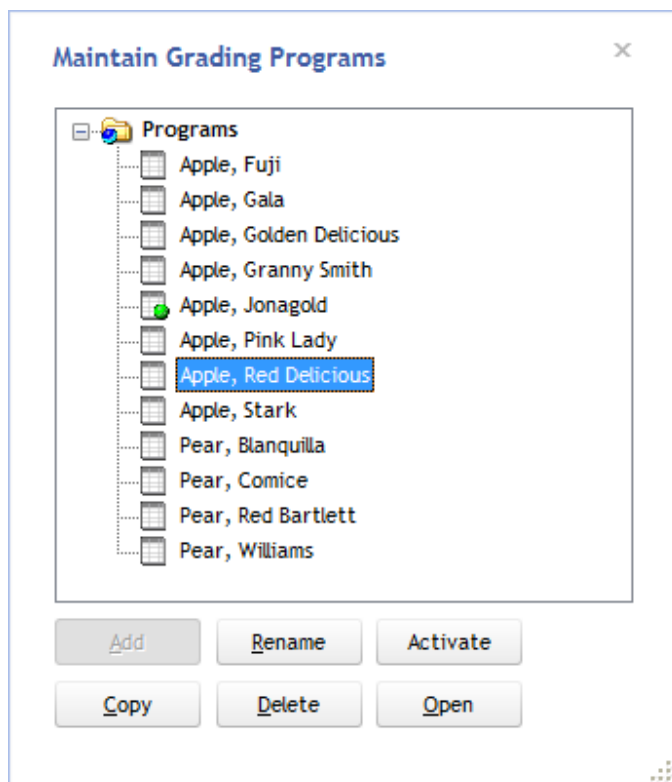 Maintain Grading Programs
Programs
Apple, Fuji
Apple, Gala
Apple, Golden Delicious
Apple, Granny Smith
Apple, Jonagold
Apple, Pink Lady
Apple, Red Delicious
Apple, Stark
Pear, Blanquilla
Pear, Comice
Pear, Red Bartlett
Pear, Williams
Add Rename Activate
Copy Delete Open